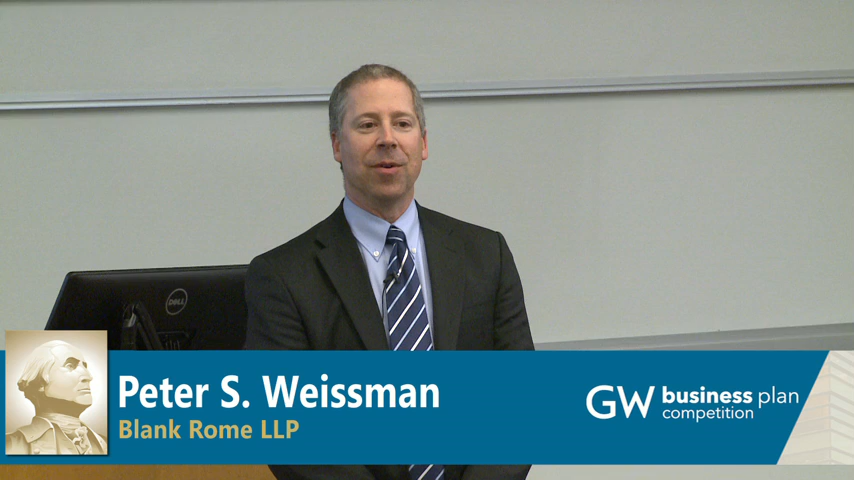 DELL
Peter S. Weissman
Blank Rome LLP
GW business plan
competition